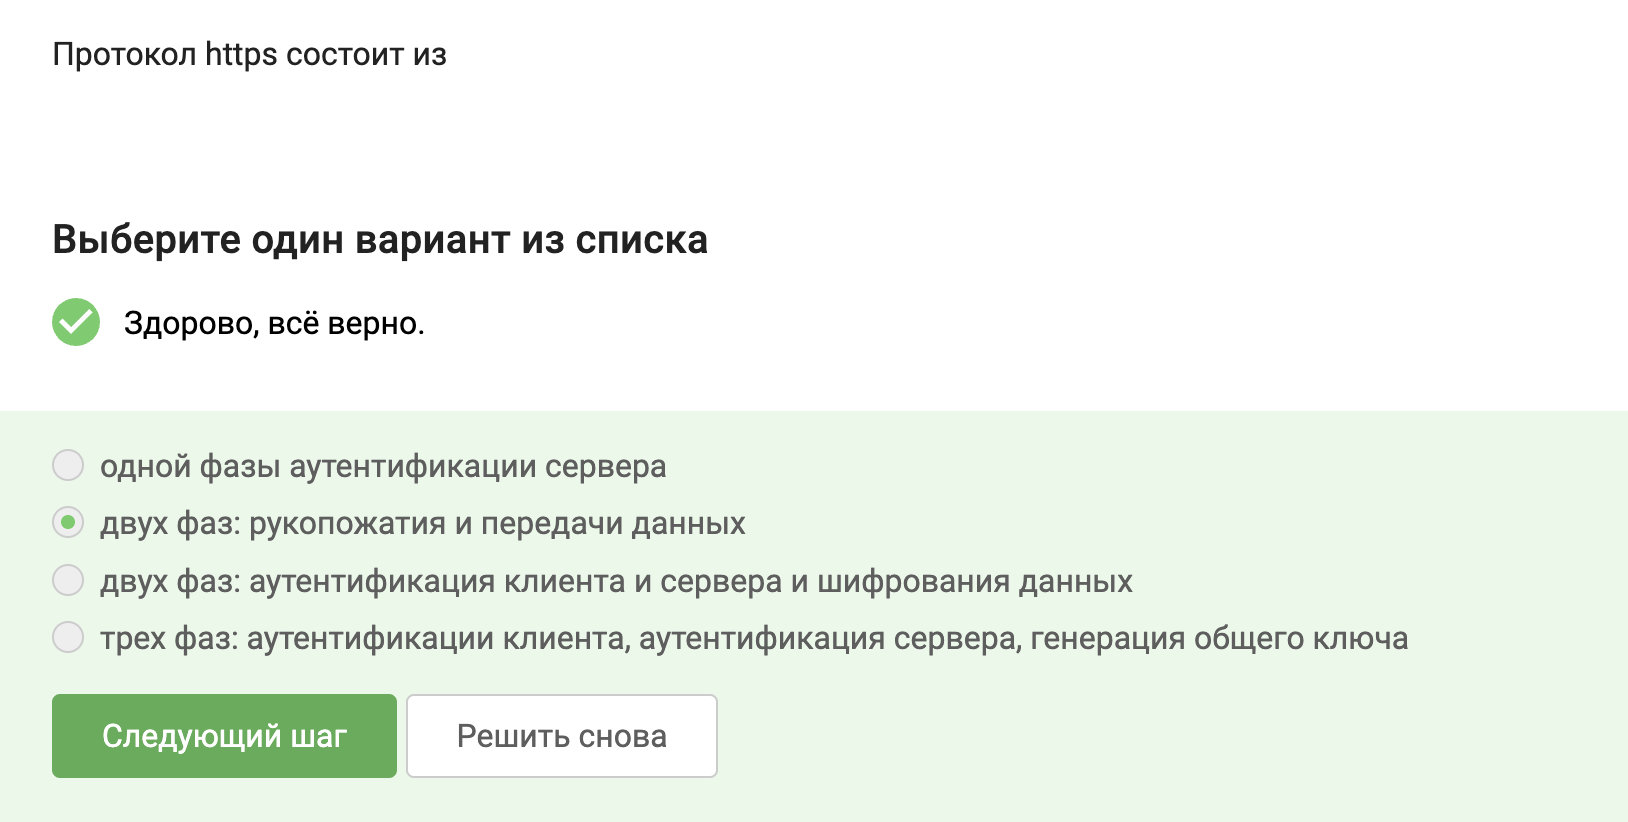 Протокол https состоит из
Выберите один вариант из списка
Здорово, всё верно.
одной фазы аутентификации сервера
двух фаз: рукопожатия и передачи данных
двух фаз: аутентификация клиента и сервера и шифрования данных
трех фаз: аутентификации клиента, аутентификация сервера, генерация общего ключа
Следующий шаг
Решить снова